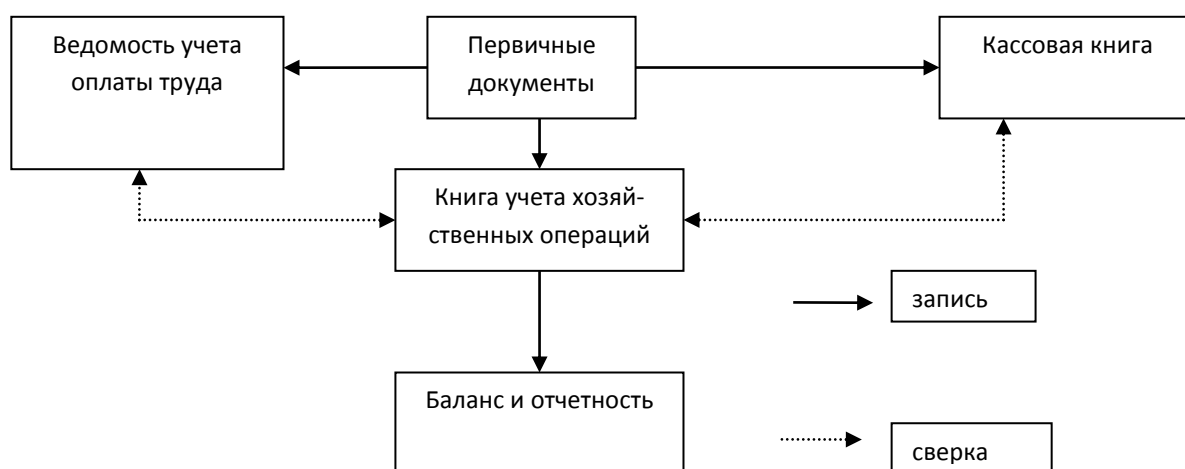 Ведомость учета
оплаты труда
Первичные
документы
Кассовая книга
Книга учета хозяй-
ственных операций
запись
Баланс и отчетность
сверка